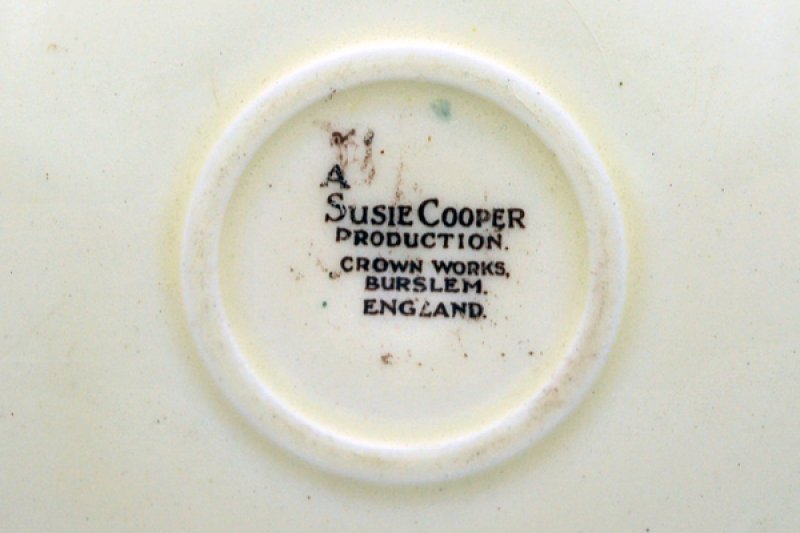 A
SUSIE COOPER
PRODUCTION.
CROWN WORKS,
BURSLEM.
ENGLAND.